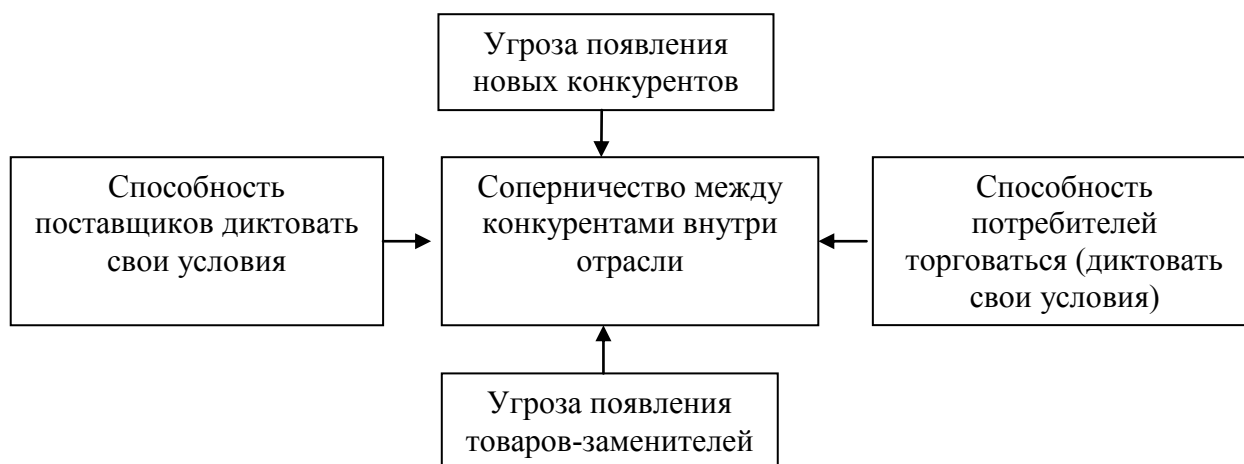 Угроза появления
новых конкурентов
Способность
поставщиков диктовать
свои условия
Соперничество между
конкурентами внутри
отрасли
Способность
потребителей
торговаться (диктовать
свои условия)
Угроза появления
товаров-заменителей